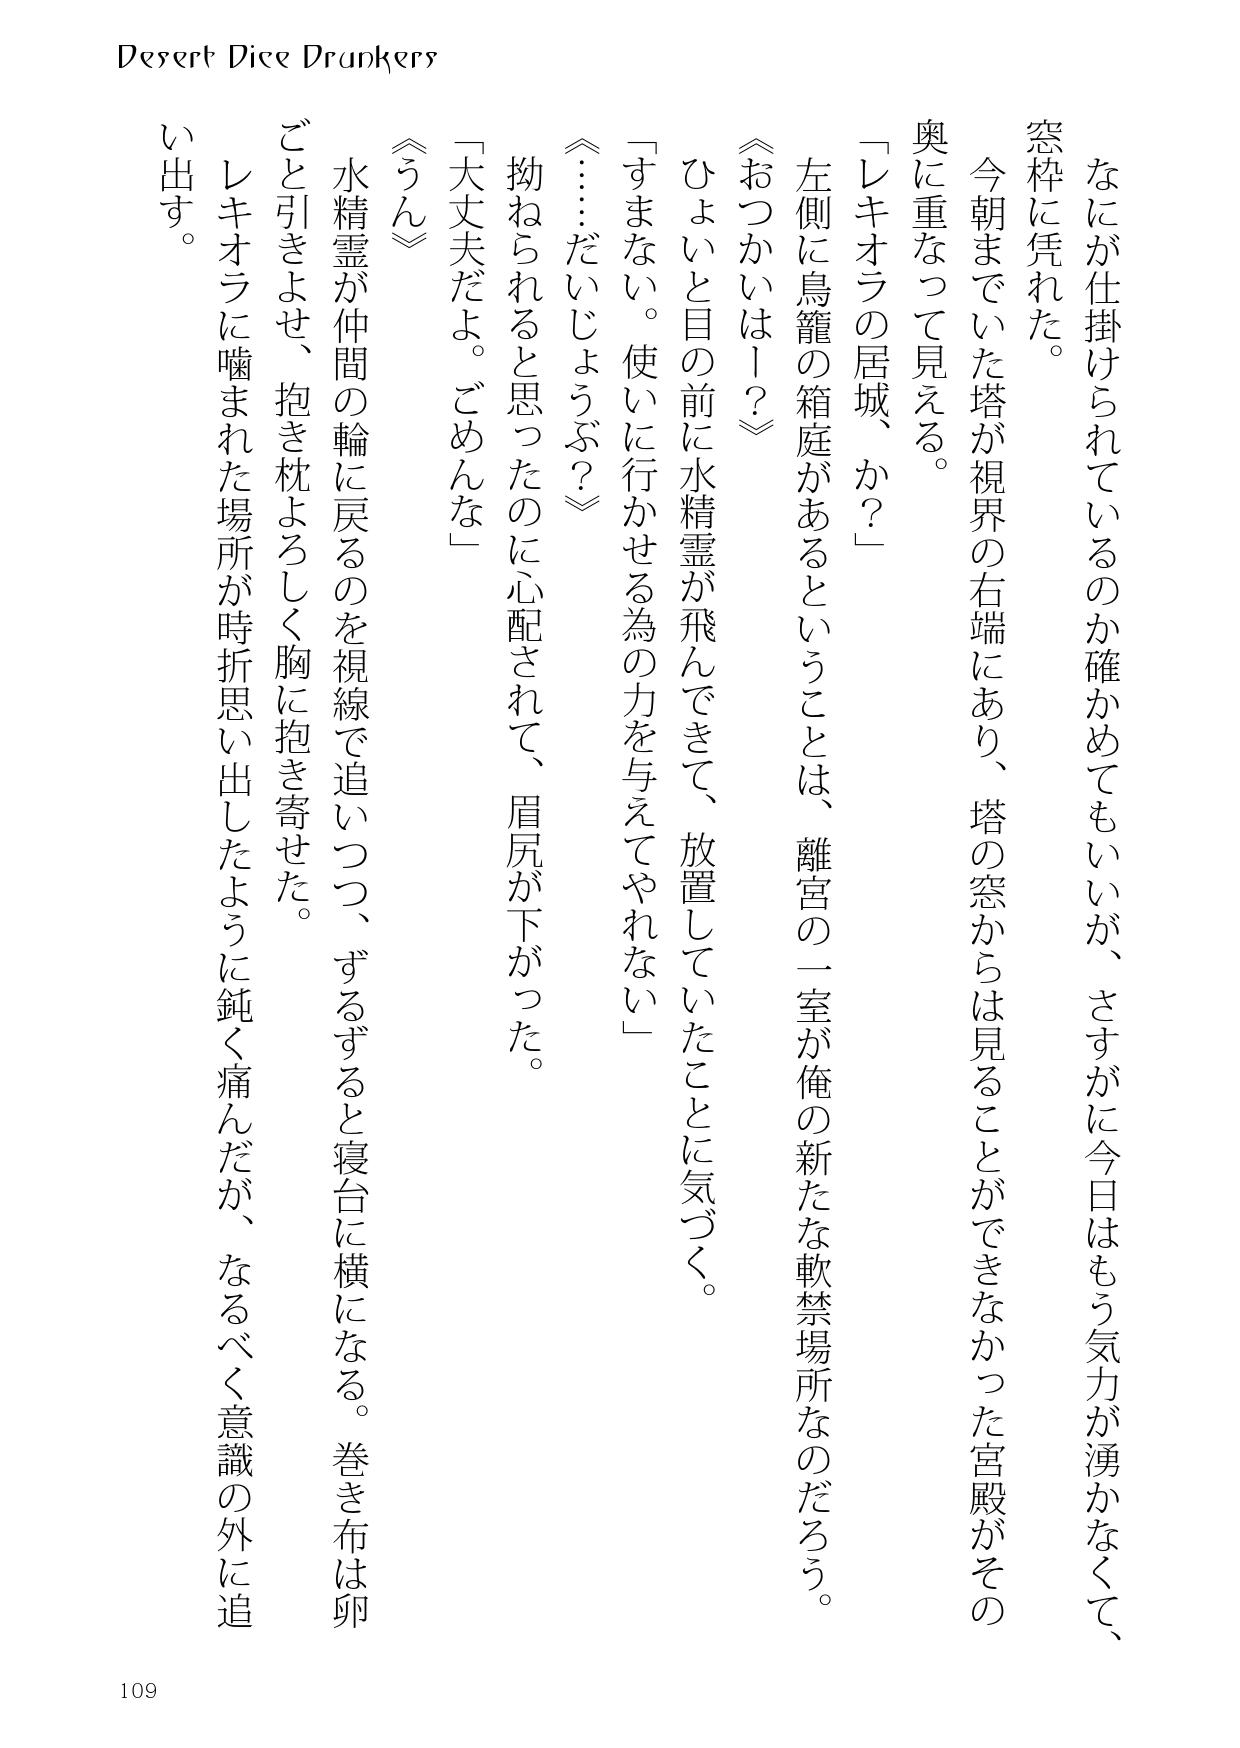 Desert Dice Drunkers
なにが仕掛けられているのか確かめてもいいが、さすがに今日はもう気力が湧かなくて、
窓枠に凭れた。
今朝までいた塔が視界の右端にあり、塔の窓からは見ることができなかった宮殿がその
奥に重なって見える。
「レキオラの居城、か？」
左側に鳥籠の箱庭があるということは、離宮の一室が俺の新たな軟禁場所なのだろう。
《おつかいはー？》
ひょいと目の前に水精霊が飛んできて、放置していたことに気づく。
「すまない。使いに行かせる為の力を与えてやれない」
《……だいじょうぶ？》
拗ねられると思ったのに心配されて、眉尻が下がった。
「大丈夫だよ。ごめんな」
《うん》
水精霊が仲間の輪に戻るのを視線で追いつつ、ずるずると寝台に横になる。巻き布は卵
ごと引きよせ、抱き枕よろしく胸に抱き寄せた。
レキオラに噛まれた場所が時折思い出したように鈍く痛んだが、なるべく意識の外に追
い出す。
109